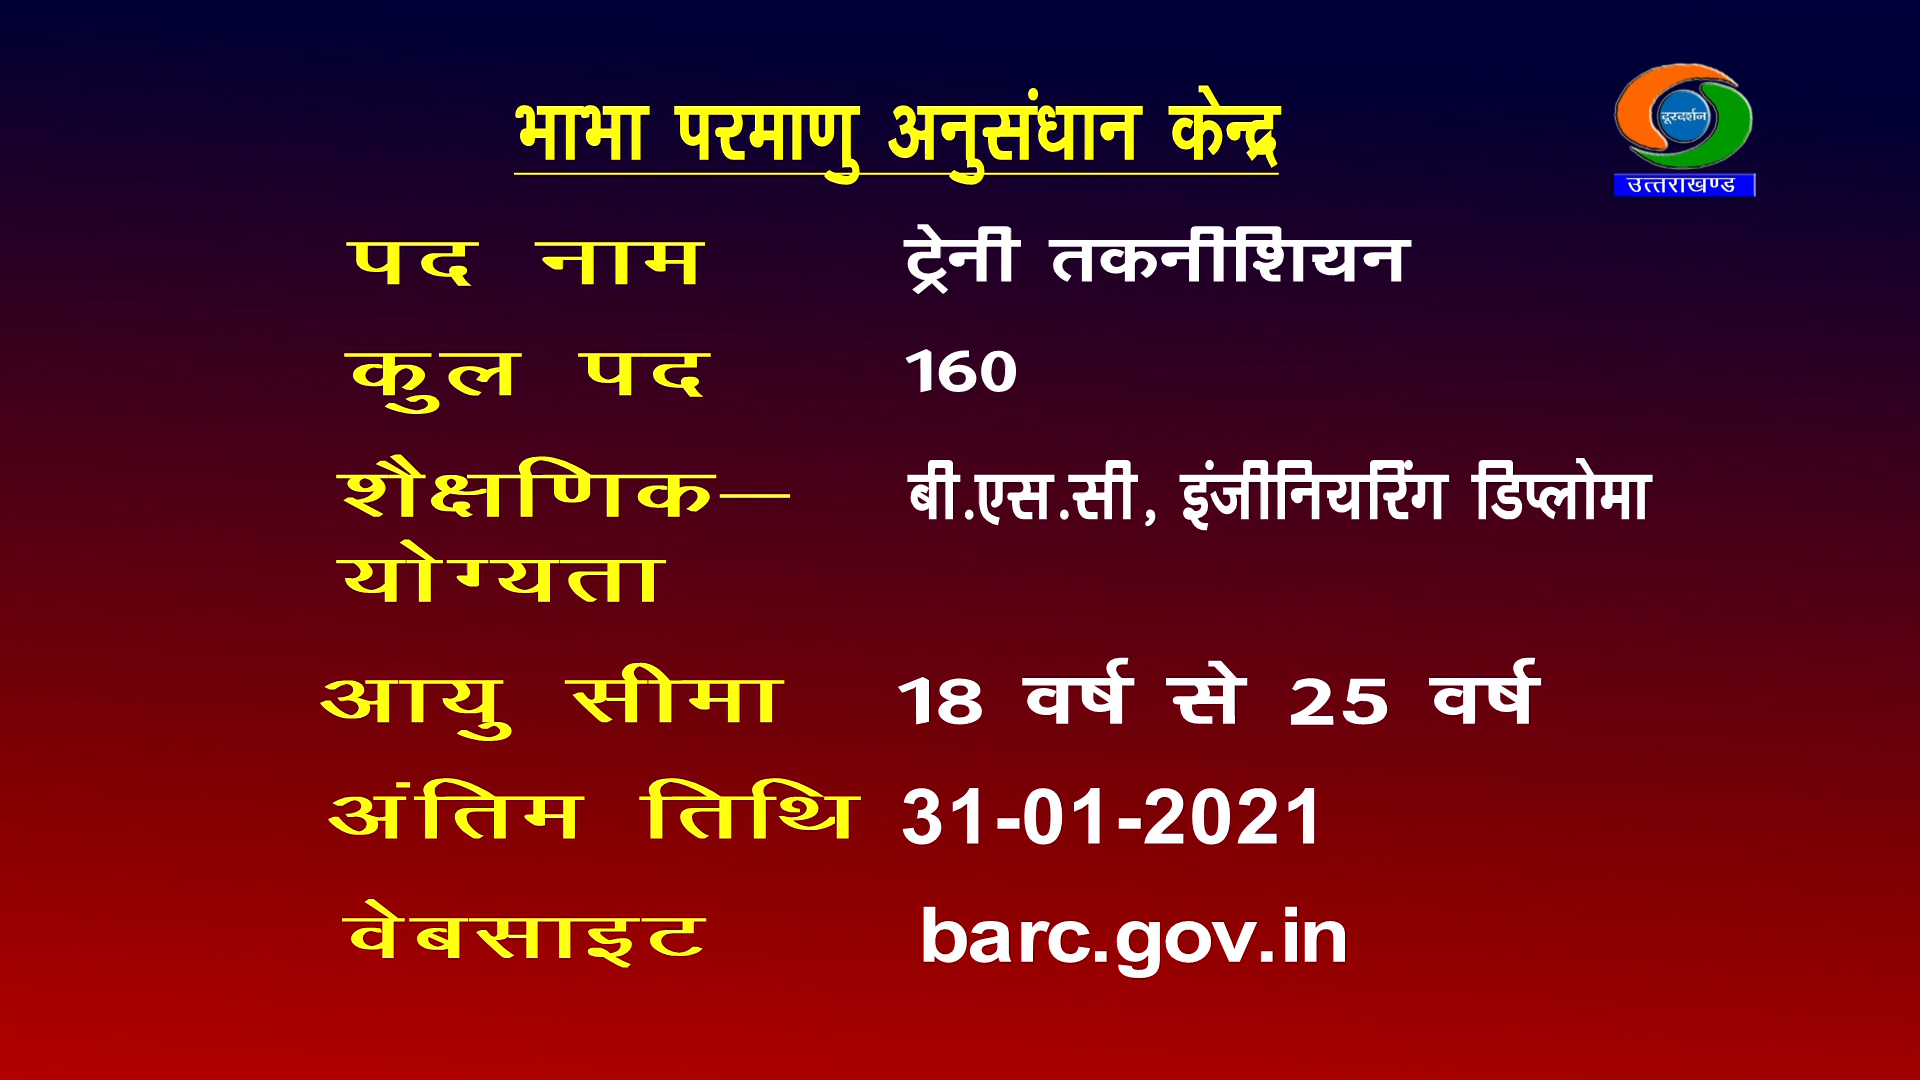 भाभा परमाणु अनुसंधान केन्द्र
दूरदर्शन
उत्तराखण्ड
पद नाम ट्रेनी तकनीशियन
कुल पद 160
शैक्षणिक– बी.एस.सी, इंजीनियरिंग डिप्लोमा
योग्यता
आयु सीमा 18 वर्ष से 25 वर्ष
अंतिम तिथि 31-01-2021
वेबसाइट barc.gov.in